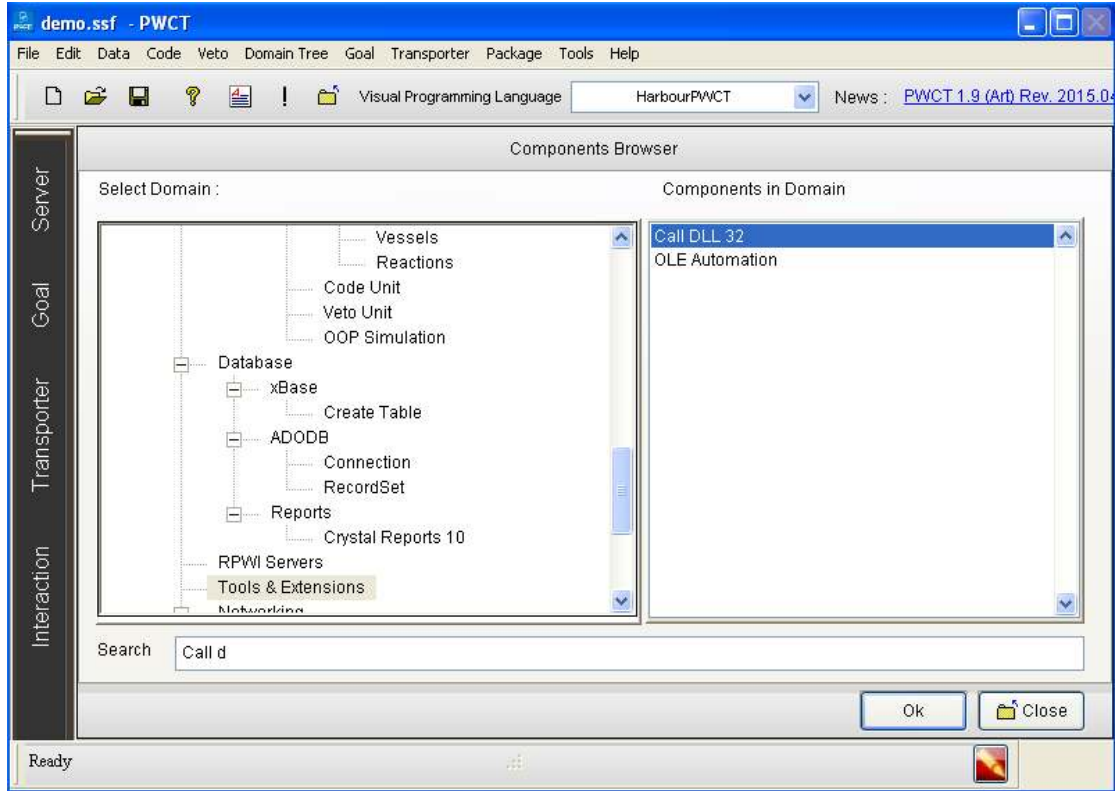 demo.ssf - PWCT
File Edit Data Code Veto Domain Tree Goal Transporter Package Tools Help
Visual Programming Language HarbourPWCT News : PWCT 1.9 (Art) Rev. 2015.04
Components Browser
Server
Goal
Transporter
Interaction
Select Domain :
Components in Domain
Vessels
Reactions
Code Unit
Veto Unit
OOP Simulation
Database
xBase
Create Table
ADODB
Connection
RecordSet
Reports
Crystal Reports 10
RPWI Servers
Tools & Extensions
Networking
Call DLL 32
OLE Automation
Search Call d
Ok Close
Ready